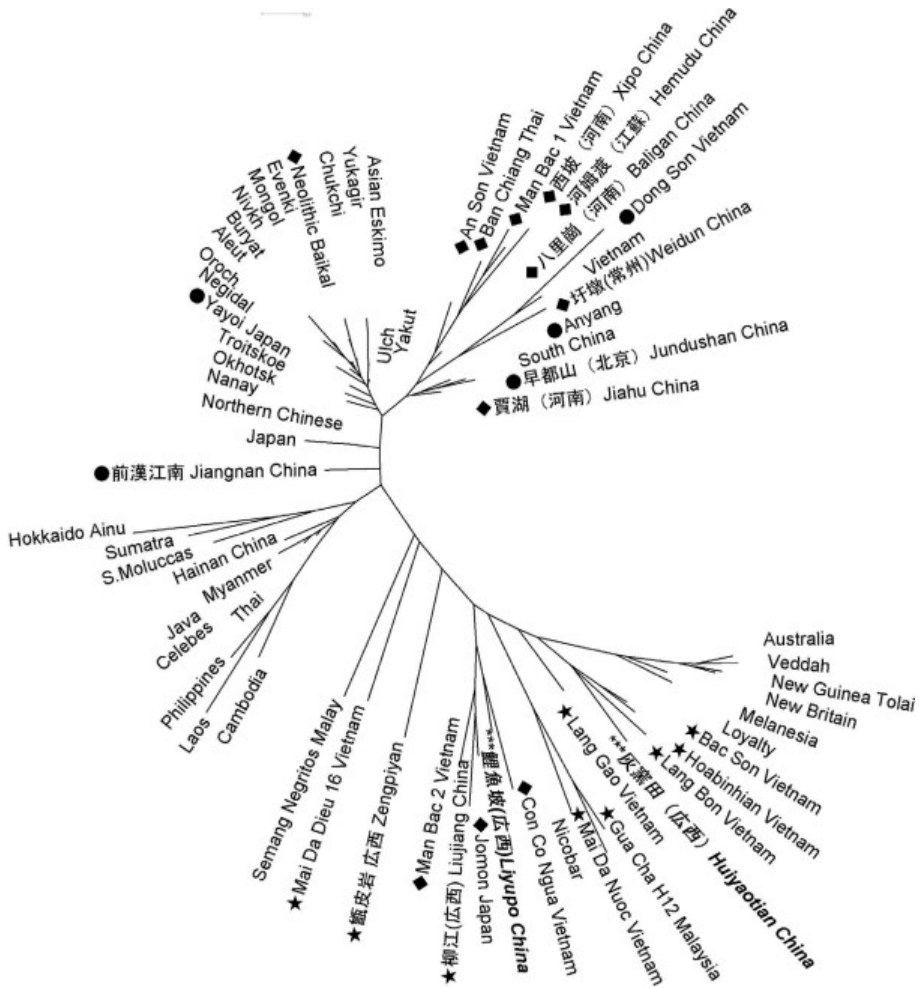 Asian Eskimo
Yukagir
Chukchi
◆Neolithic Baikal
Evenki
Mongol
Nivkh
Buryat
Aleut
Oroch
Negidal
●Yayoi Japan
Troitskoe
Okhotsk
Nanay
Northern Chinese
Japan
●前漢江南 Jiangnan China
Ulch
Yakut
◆An Son Vietnam
◆Ban Chiang Thai
◆Man Bac 1 Vietnam
◆西坡（河南）Xipo China
◆河姆渡（江蘇）Hemudu China
◆八里崗（河南）Baligan China
●Dong Son Vietnam
Vietnam
◆圩墩(常州)Weidun China
●Anyang
South China
●早都山（北京）Jundushan China
◆賈湖（河南）Jiahu China
Hokkaido Ainu
Sumatra
S.Moluccas
Hainan China
Myanmer
Java
Thai
Celebes
Philippines
Laos
Cambodia
Semang Negritos Malay
★Mai Da Dieu 16 Vietnam
★甑皮岩 広西 Zengpiyan
◆Man Bac 2 Vietnam
★柳江(広西) Liujiang China
◆Jomon Japan
***鯉魚坡(広西)Liyupo China
◆Con Co Ngua Vietnam
Nicobar
★Mai Da Nuoc Vietnam
★Gua Cha H12 Malaysia
★Lang Gao Vietnam
***灰窯田（広西）Huiyaotian China
★Lang Bon Vietnam
★Hoabinhian Vietnam
★Bac Son Vietnam
Loyalty
Melanesia
New Britain
New Guinea Tolai
Veddah
Australia